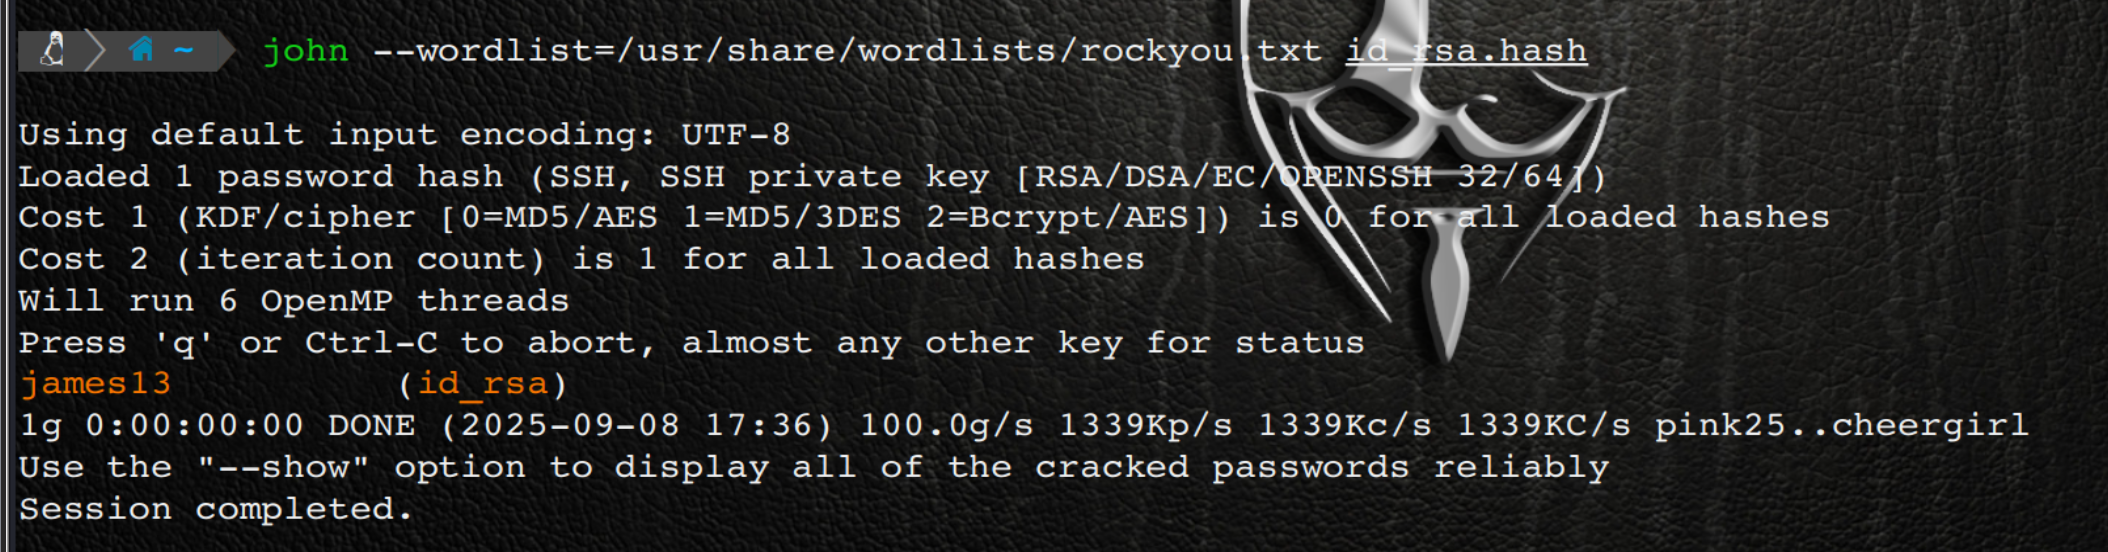 ~ john --wordlist=/usr/share/wordlists/rockyou.txt id_rsa.hash
Using default input encoding: UTF-8
Loaded 1 password hash (SSH, SSH private key [RSA/DSA/EC/OPENSSH 32/64])
Cost 1 (KDF/cipher [0=MD5/AES 1=MD5/3DES 2=Bcrypt/AES]) is 0 for all loaded hashes
Cost 2 (iteration count) is 1 for all loaded hashes
Will run 6 OpenMP threads
Press 'q' or Ctrl-C to abort, almost any other key for status
james13          (id_rsa)
1g 0:00:00:00 DONE (2025-09-08 17:36) 100.0g/s 1339Kp/s 1339Kc/s 1339KC/s pink25..cheergirl
Use the "--show" option to display all of the cracked passwords reliably
Session completed.